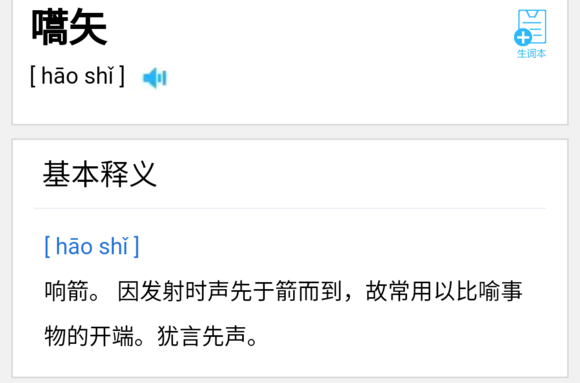 嚆矢
生词本
[ hāo shǐ ]
基本释义
[ hāo shǐ ]
响箭。 因发射时声先于箭而到，故常用以比喻事
物的开端。犹言先声。